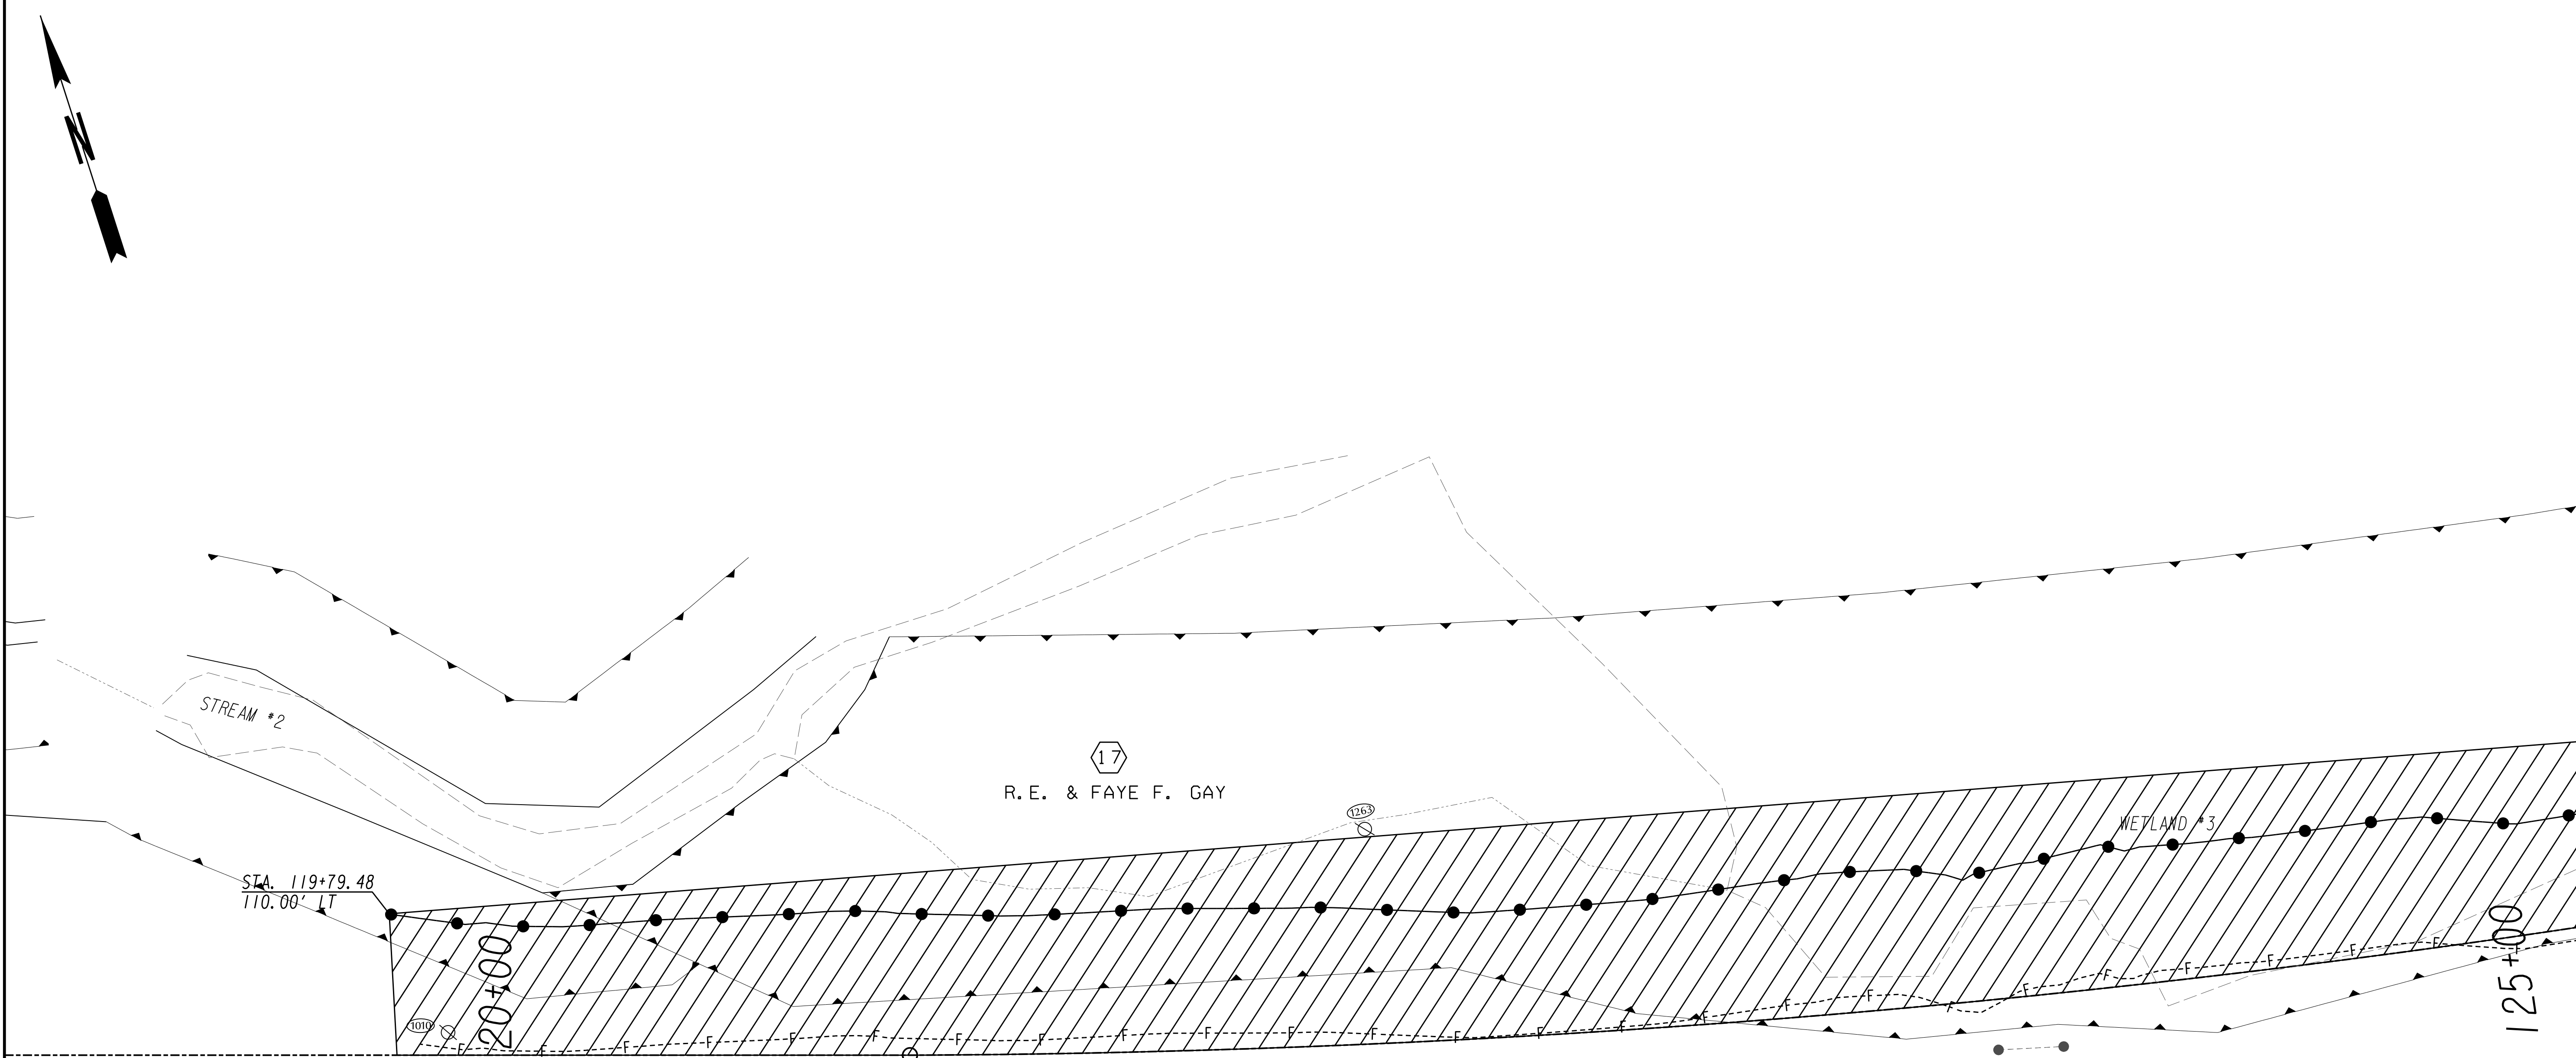 N
STREAM #2
17
R.E. & FAYE F. GAY
1263
WETLAND #3
STA. 119+79.48
110.00' LT
120+00
125+00
1010
F F F F F F F F F F F F F F F F F F F F F F F F F